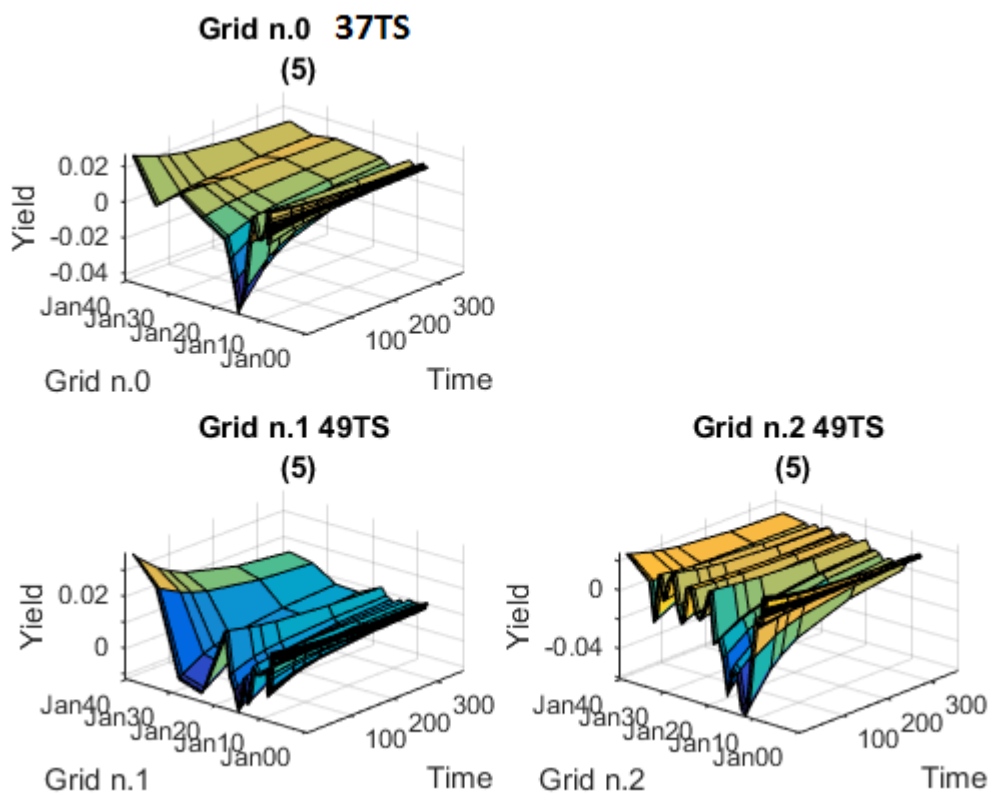 Grid n.0 37TS
(5)
0.02
0
-0.02
-0.04
Yield
Jan40
Jan30
Jan20
Jan10
Jan00
100
200
300
Grid n.0
Time
Grid n.1 49TS
(5)
0.02
0
Yield
Jan40
Jan30
Jan20
Jan10
Jan00
100
200
300
Grid n.1
Time
Grid n.2 49TS
(5)
0
-0.04
Yield
Jan40
Jan30
Jan20
Jan10
Jan00
100
200
300
Grid n.2
Time